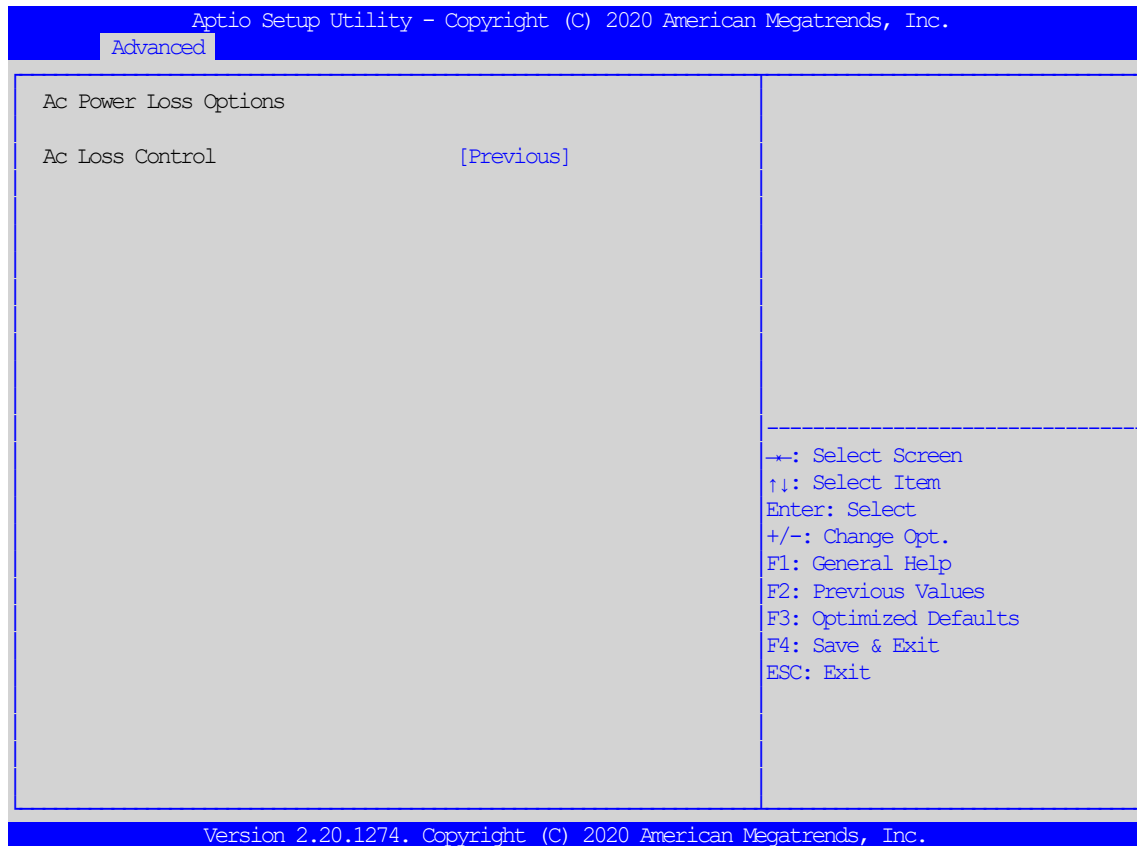 Aptio Setup Utility - Copyright (C) 2020 American Megatrends, Inc.
Advanced
Ac Power Loss Options
Ac Loss Control [Previous]
→←: Select Screen
↑↓: Select Item
Enter: Select
+/-: Change Opt.
F1: General Help
F2: Previous Values
F3: Optimized Defaults
F4: Save & Exit
ESC: Exit
Version 2.20.1274. Copyright (C) 2020 American Megatrends, Inc.